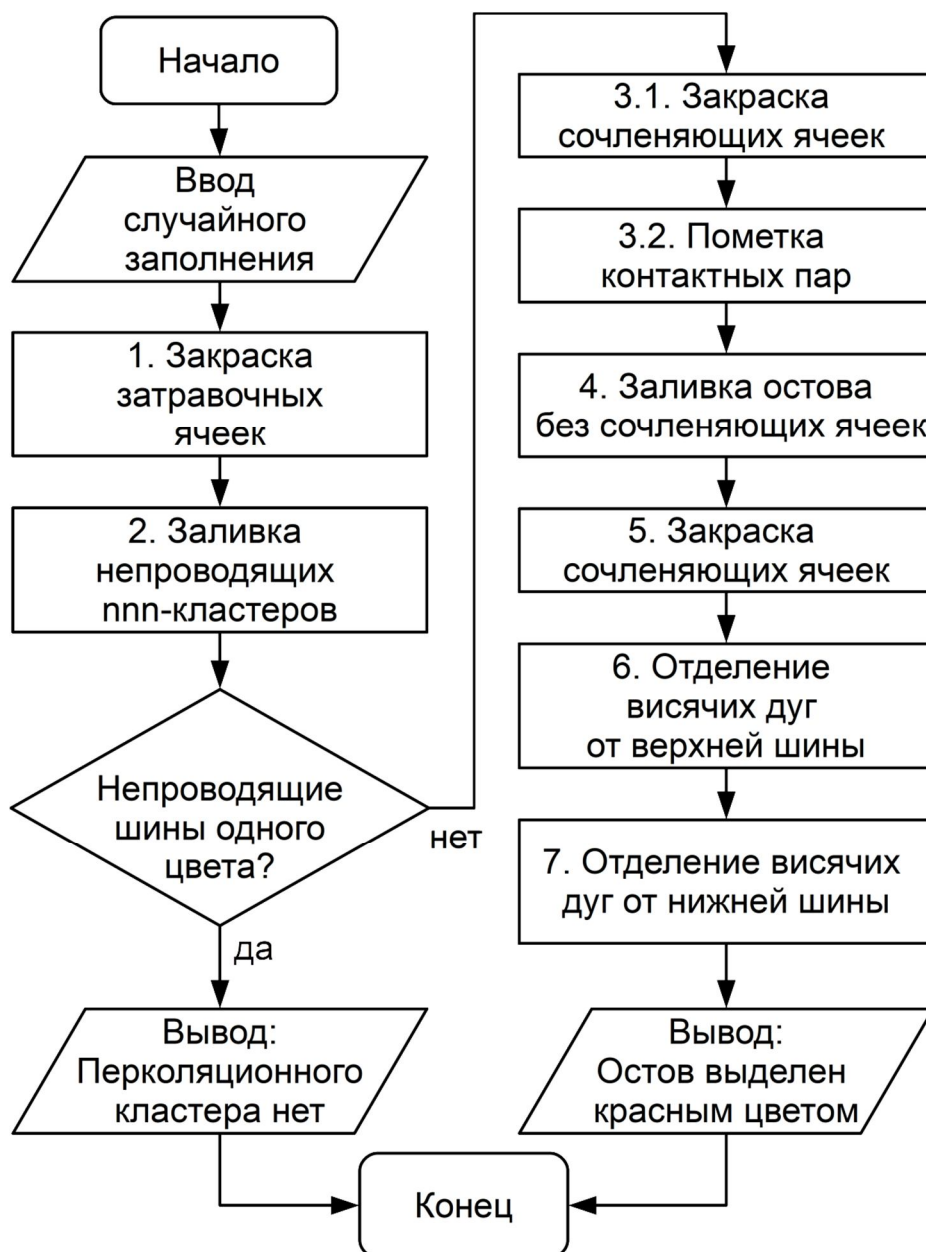 Начало
Ввод
случайного
заполнения
1. Закраска
затравочных
ячеек
2. Заливка
непроводящих
nnn-кластеров
Непроводящие
шины одного
цвета?
нет
да
Вывод:
Перколяционного
кластера нет
3.1. Закраска
сочленяющих ячеек
3.2. Пометка
контактных пар
4. Заливка остова
без сочленяющих ячеек
5. Закраска
сочленяющих ячеек
6. Отделение
висячих дуг
от верхней шины
7. Отделение висячих
дуг от нижней шины
Вывод:
Остов выделен
красным цветом
Конец